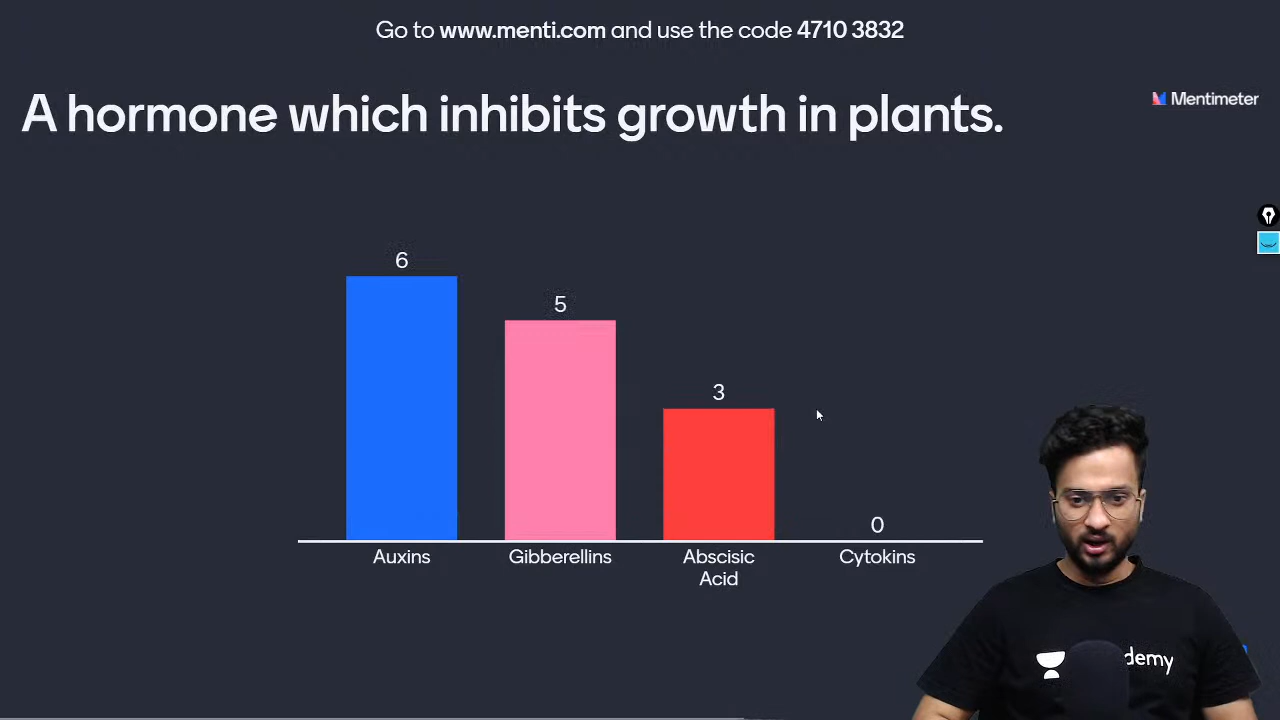 Go to www.menti.com and use the code 4710 3832
A hormone which inhibits growth in plants.
Mentimeter
6
5
3
0
Auxins
Gibberellins
Abscisic
Acid
Cytokins
demy